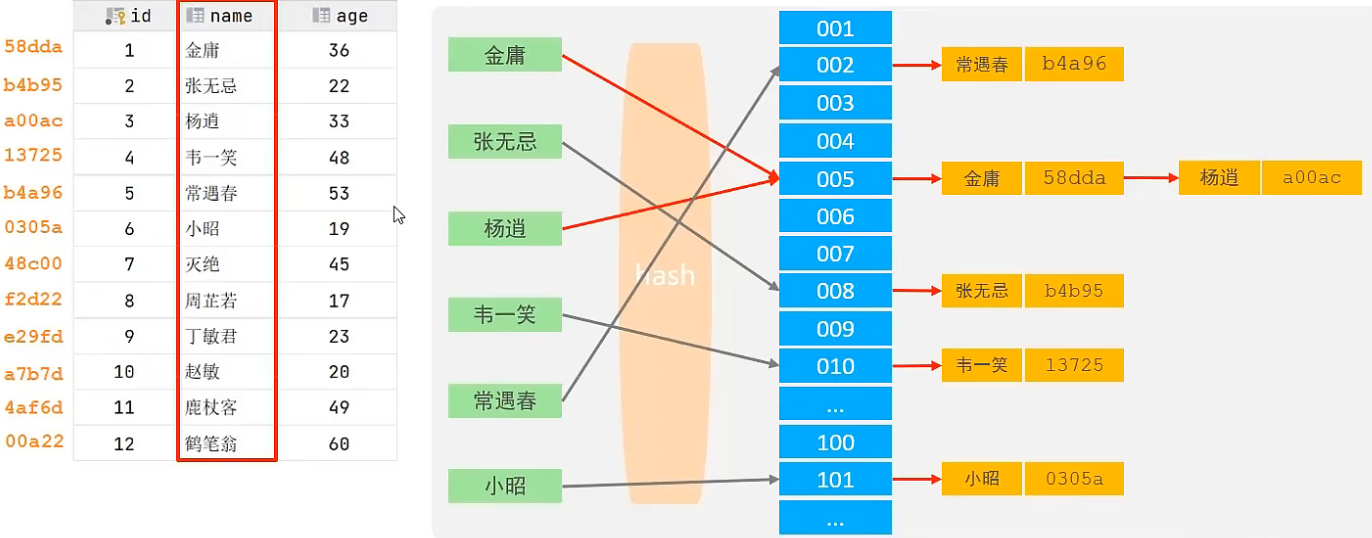 id name age
58dda 1 金庸 36
b4b95 2 张无忌 22
a00ac 3 杨逍 33
13725 4 韦一笑 48
b4a96 5 常遇春 53
0305a 6 小昭 19
48c00 7 灭绝 45
f2d22 8 周芷若 17
e29fd 9 丁敏君 23
a7b7d 10 赵敏 20
4af6d 11 鹿杖客 49
00a22 12 鹤笔翁 60
金庸
张无忌
杨逍
韦一笑
常遇春
小昭
hash
001
002
003
004
005
006
007
008
009
010
...
100
101
...
常遇春 b4a96
金庸 58dda 杨逍 a00ac
张无忌 b4b95
韦一笑 13725
小昭 0305a